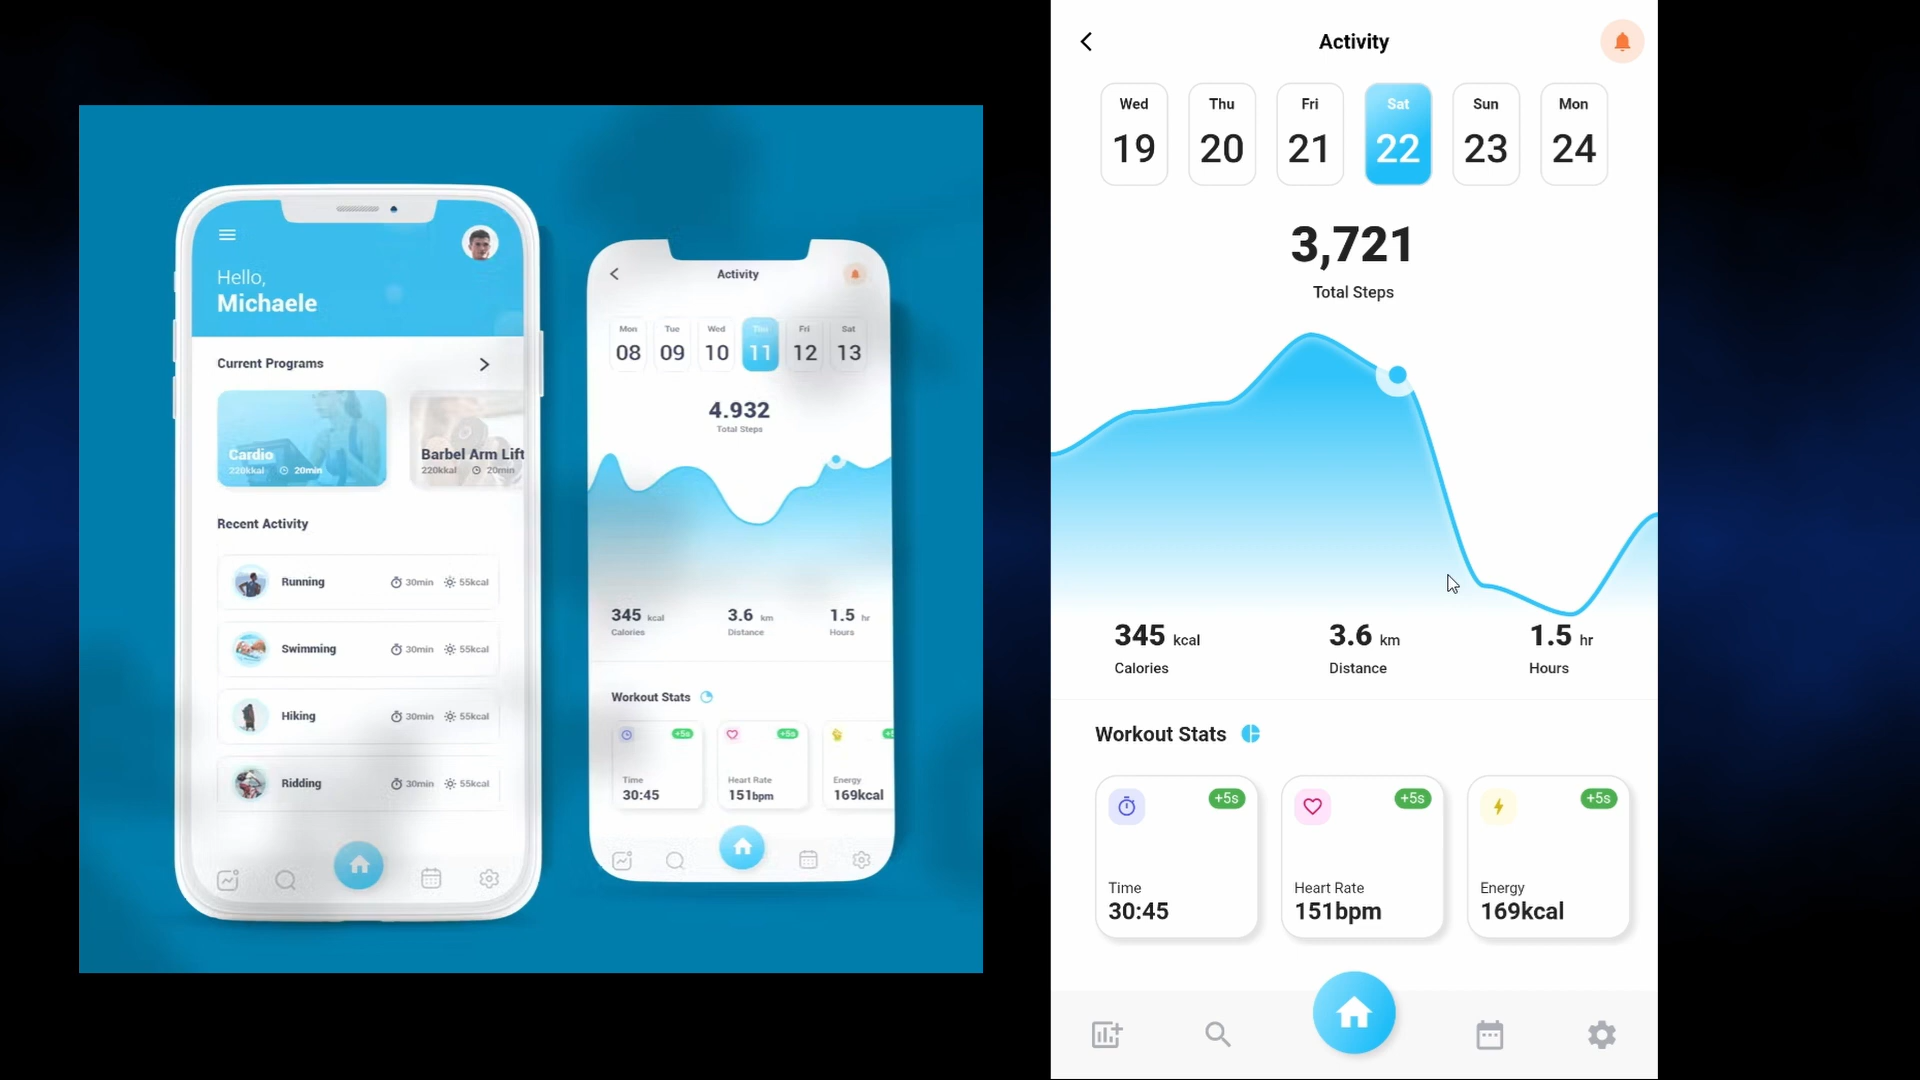 Hello,
Michaele
Current Programs
Cardio
220kkal 20min
Barbel Arm Lift
220kkal 20min
Recent Activity
Running 30min 55kcal
Swimming 30min 55kcal
Hiking 30min 55kcal
Ridding 30min 55kcal
Activity
Mon Tue Wed Thu Fri Sat
08 09 10 11 12 13
4.932
Total Steps
345 kcal 3.6 km 1.5 hr
Calories Distance Hours
Workout Stats
+5s +5s
Time Heart Rate Energy
30:45 151bpm 169kcal
Activity
Wed Thu Fri Sat Sun Mon
19 20 21 22 23 24
3,721
Total Steps
345 kcal 3.6 km 1.5 hr
Calories Distance Hours
Workout Stats
+5s +5s +5s
Time Heart Rate Energy
30:45 151bpm 169kcal